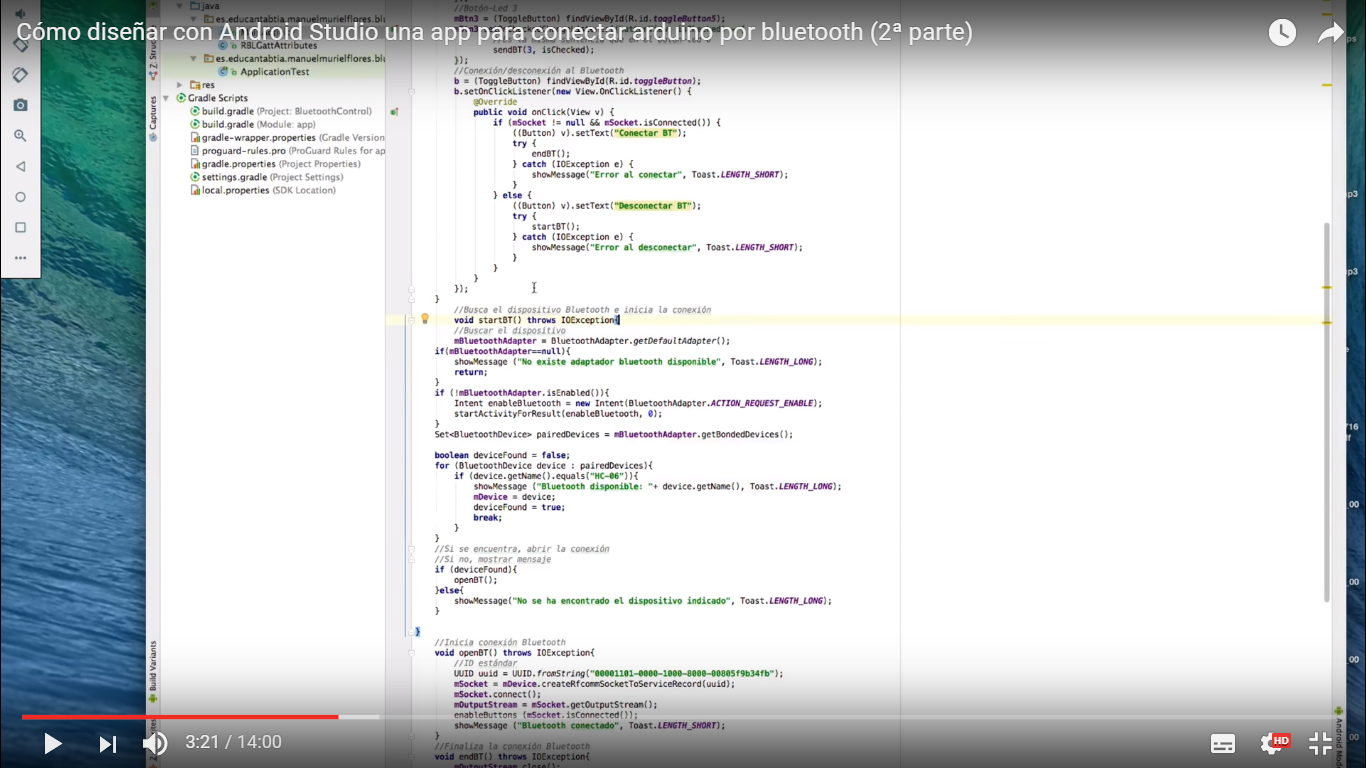 Cómo diseñar con Android Studio una app para conectar arduino por bluetooth (2ª parte)
java
es.educantabtia.manuelmurielflores.blu
RBLGattAttributes
es.educantabtia.manuelmurielflores.blu
ApplicationTest
res
Gradle Scripts
build.gradle (Project: BluetoothControl)
build.gradle (Module: app)
gradle-wrapper.properties (Gradle Version
proguard-rules.pro (ProGuard Rules for ap
gradle.properties (Project Properties)
settings.gradle (Project Settings)
local.properties (SDK Location)
Captures
Build Variants
//Botón-Led 3
mBtn3 = (ToggleButton) findViewById(R.id.toggleButton5);
sendBT(3, isChecked);
});
//Conexión/desconexión al Bluetooth
b = (ToggleButton) findViewById(R.id.toggleButton);
b.setOnClickListener(new View.OnClickListener() {
@Override
public void onClick(View v) {
if (mSocket != null && mSocket.isConnected()) {
((Button) v).setText("Conectar BT");
try {
endBT();
} catch (IOException e) {
showMessage("Error al conectar", Toast.LENGTH_SHORT);
}
} else {
((Button) v).setText("Desconectar BT");
try {
startBT();
} catch (IOException e) {
showMessage("Error al desconectar", Toast.LENGTH_SHORT);
}
}
}
});
}
//Busca el dispositivo Bluetooth e inicia la conexión
void startBT() throws IOException{
//Buscar el dispositivo
mBluetoothAdapter = BluetoothAdapter.getDefaultAdapter();
if(mBluetoothAdapter==null){
showMessage ("No existe adaptador bluetooth disponible", Toast.LENGTH_LONG);
return;
}
if (!mBluetoothAdapter.isEnabled()){
Intent enableBluetooth = new Intent(BluetoothAdapter.ACTION_REQUEST_ENABLE);
startActivityForResult(enableBluetooth, 0);
}
Set<BluetoothDevice> pairedDevices = mBluetoothAdapter.getBondedDevices();
boolean deviceFound = false;
for (BluetoothDevice device : pairedDevices){
if (device.getName().equals("HC-06")){
showMessage ("Bluetooth disponible: "+ device.getName(), Toast.LENGTH_LONG);
mDevice = device;
deviceFound = true;
break;
}
}
//Si se encuentra, abrir la conexión
//Si no, mostrar mensaje
if (deviceFound){
openBT();
}else{
showMessage("No se ha encontrado el dispositivo indicado", Toast.LENGTH_LONG);
}
}
//Inicia conexión Bluetooth
void openBT() throws IOException{
//ID estándar
UUID uuid = UUID.fromString("00001101-0000-1000-8000-00805f9b34fb");
mSocket = mDevice.createRfcommSocketToServiceRecord(uuid);
mSocket.connect();
mOutputStream = mSocket.getOutputStream();
enableButtons (mSocket.isConnected());
showMessage ("Bluetooth conectado", Toast.LENGTH_SHORT);
}
//Finaliza la conexión Bluetooth
void endBT() throws IOException{
mOutputStream.close();
3:21 / 14:00
HD